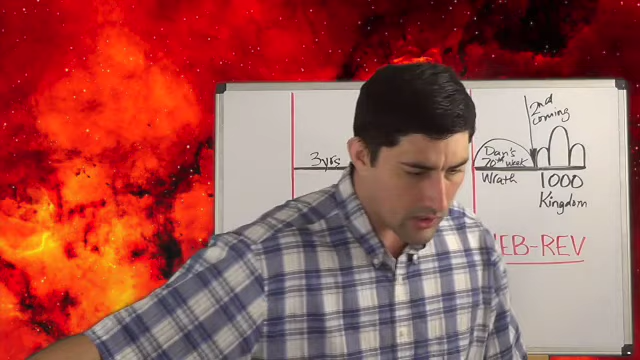 2nd
coming
3yrs
Dan's
70th week
Wrath
1000
Kingdom
HEB-REV